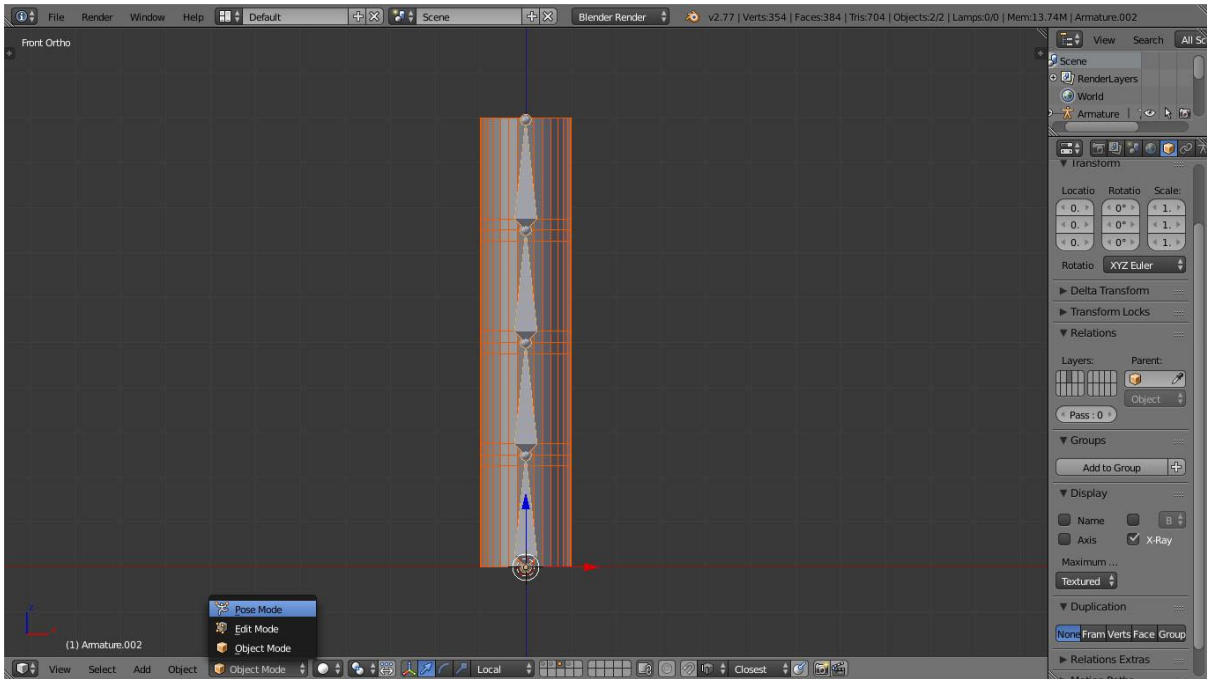 File Render Window Help Default Scene Blender Render v2.77 | Verts:354 | Faces:384 | Tris:704 | Objects:2/2 | Lamps:0/0 | Mem:13.74M | Armature.002
Front Ortho
View Search All Sc
Scene
RenderLayers
World
Armature
Transform
Locatio Rotatio Scale:
0. 0° 1.
0. 0° 1.
0. 0° 1.
Rotatio XYZ Euler
Delta Transform
Transform Locks
Relations
Layers: Parent:
Object
Pass : 0
Groups
Add to Group
Display
Name B
Axis X-Ray
Maximum ...
Textured
Duplication
None Fram Verts Face Group
Relations Extras
z
x
Pose Mode
Edit Mode
Object Mode
(1) Armature.002
View Select Add Object Object Mode Local Closest